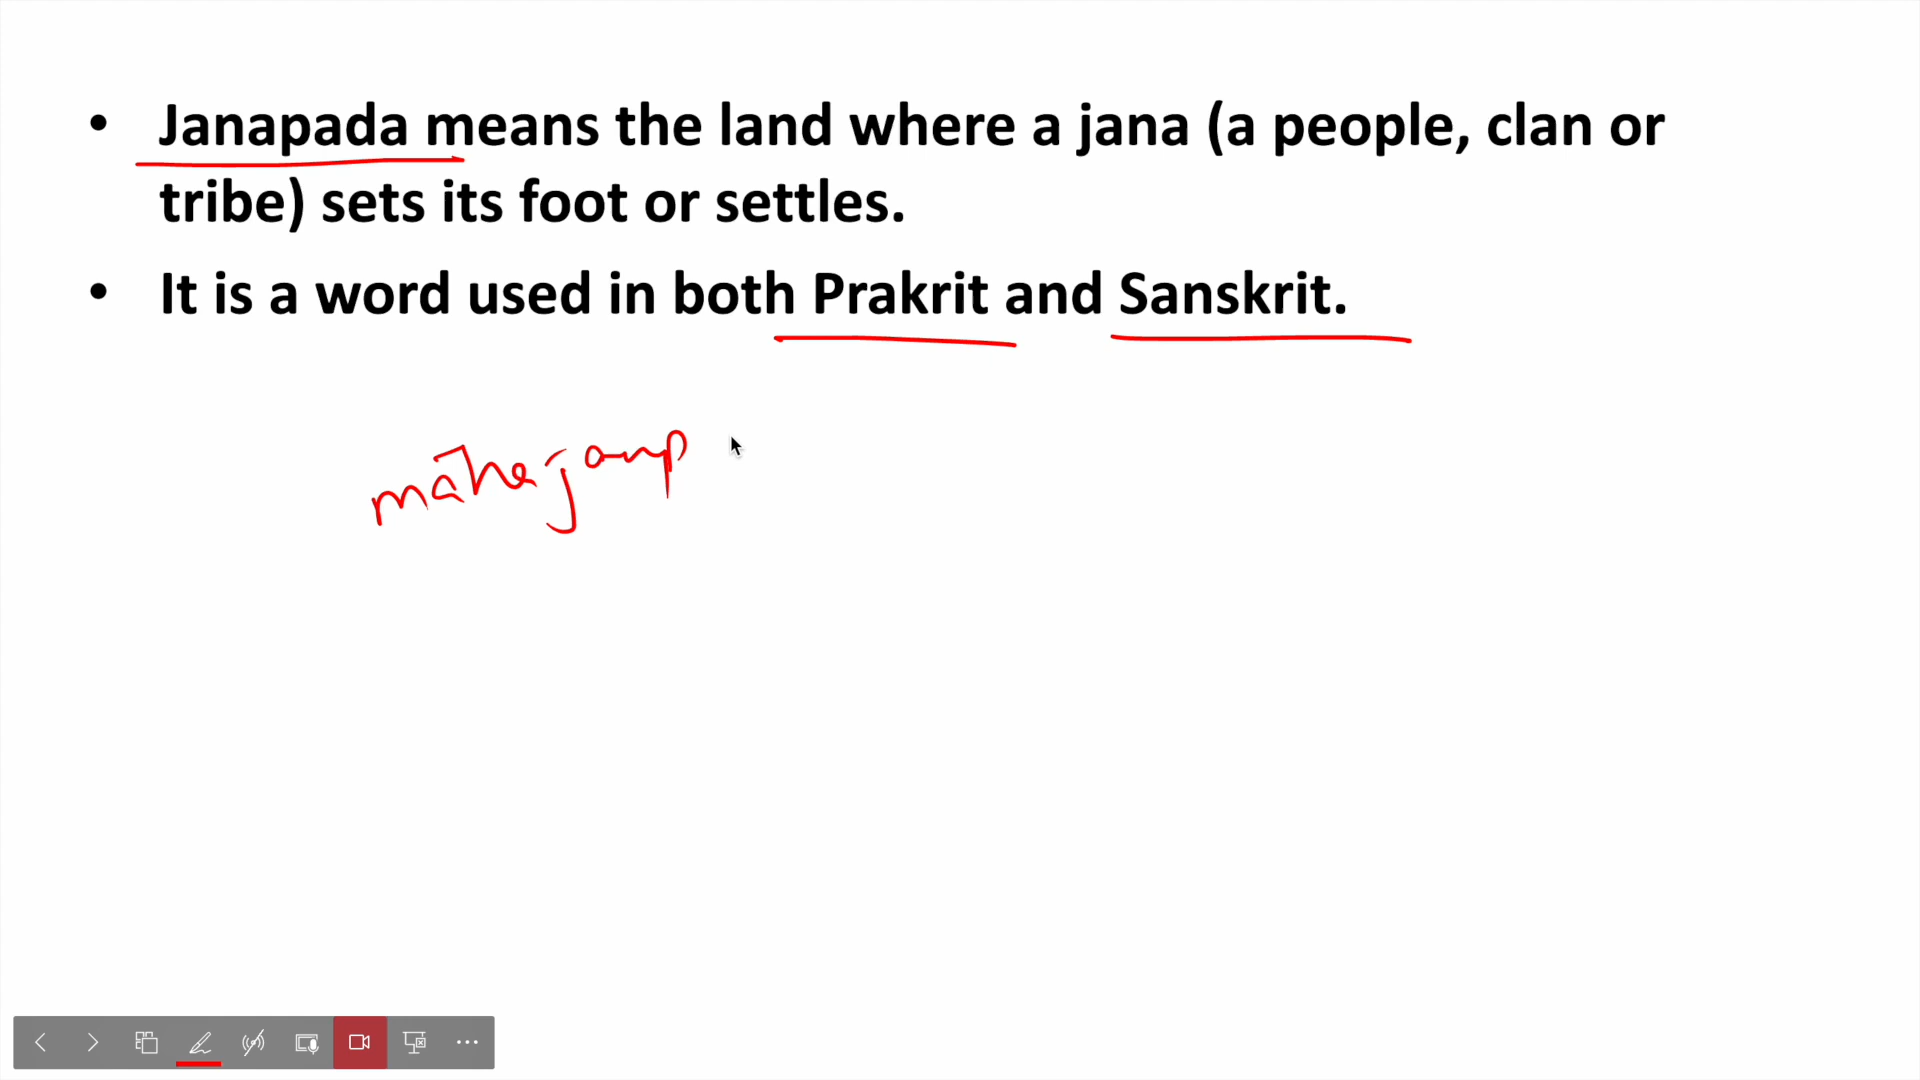 • Janapada means the land where a jana (a people, clan or
tribe) sets its foot or settles.
• It is a word used in both Prakrit and Sanskrit.
mahajanp